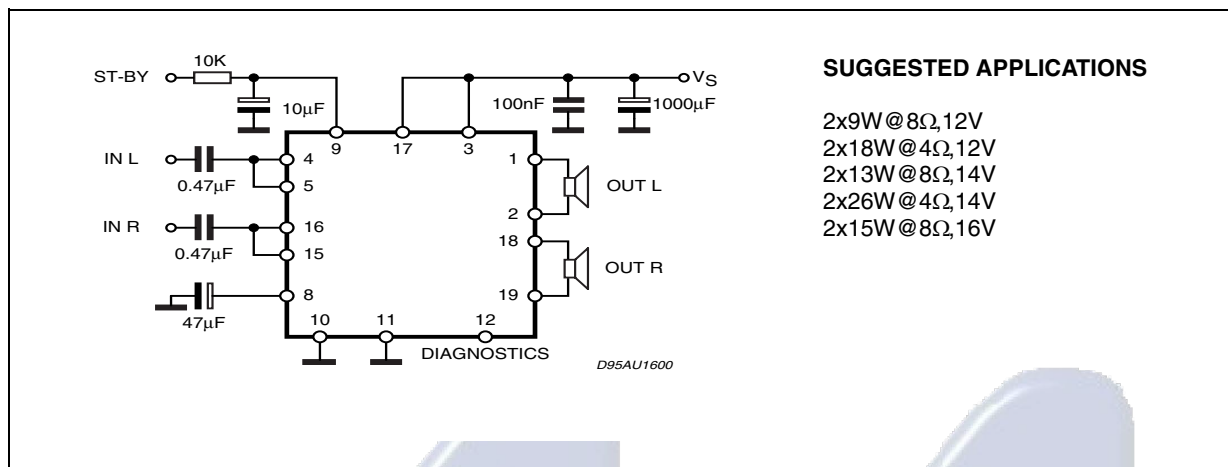 10K
ST-BY
10μF
100nF
1000μF
VS
IN L
0.47μF
IN R
0.47μF
47μF
9
17
3
4
5
16
15
8
1
2
18
19
10
11
12
OUT L
OUT R
DIAGNOSTICS
D95AU1600
SUGGESTED APPLICATIONS
2x9W@8Ω,12V
2x18W@4Ω,12V
2x13W@8Ω,14V
2x26W@4Ω,14V
2x15W@8Ω,16V